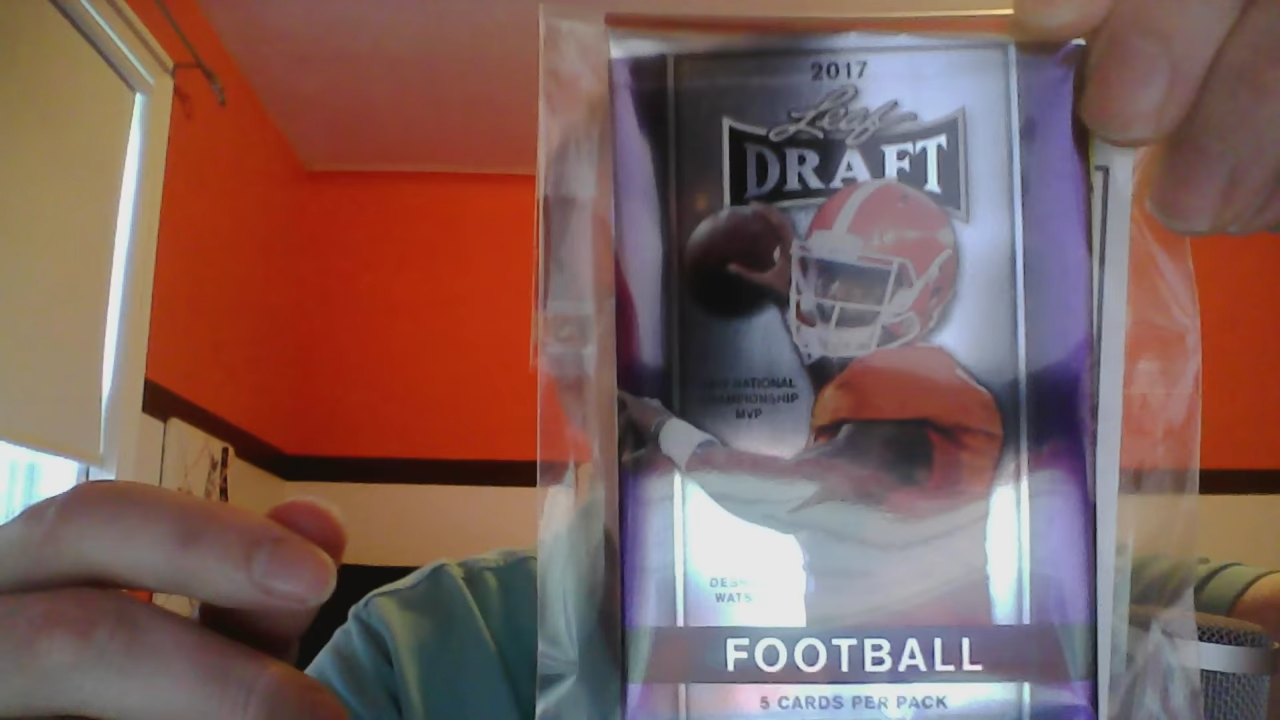 2017
Leaf
DRAFT
NATIONAL
CHAMPIONSHIP
MVP
FOOTBALL
5 CARDS PER PACK